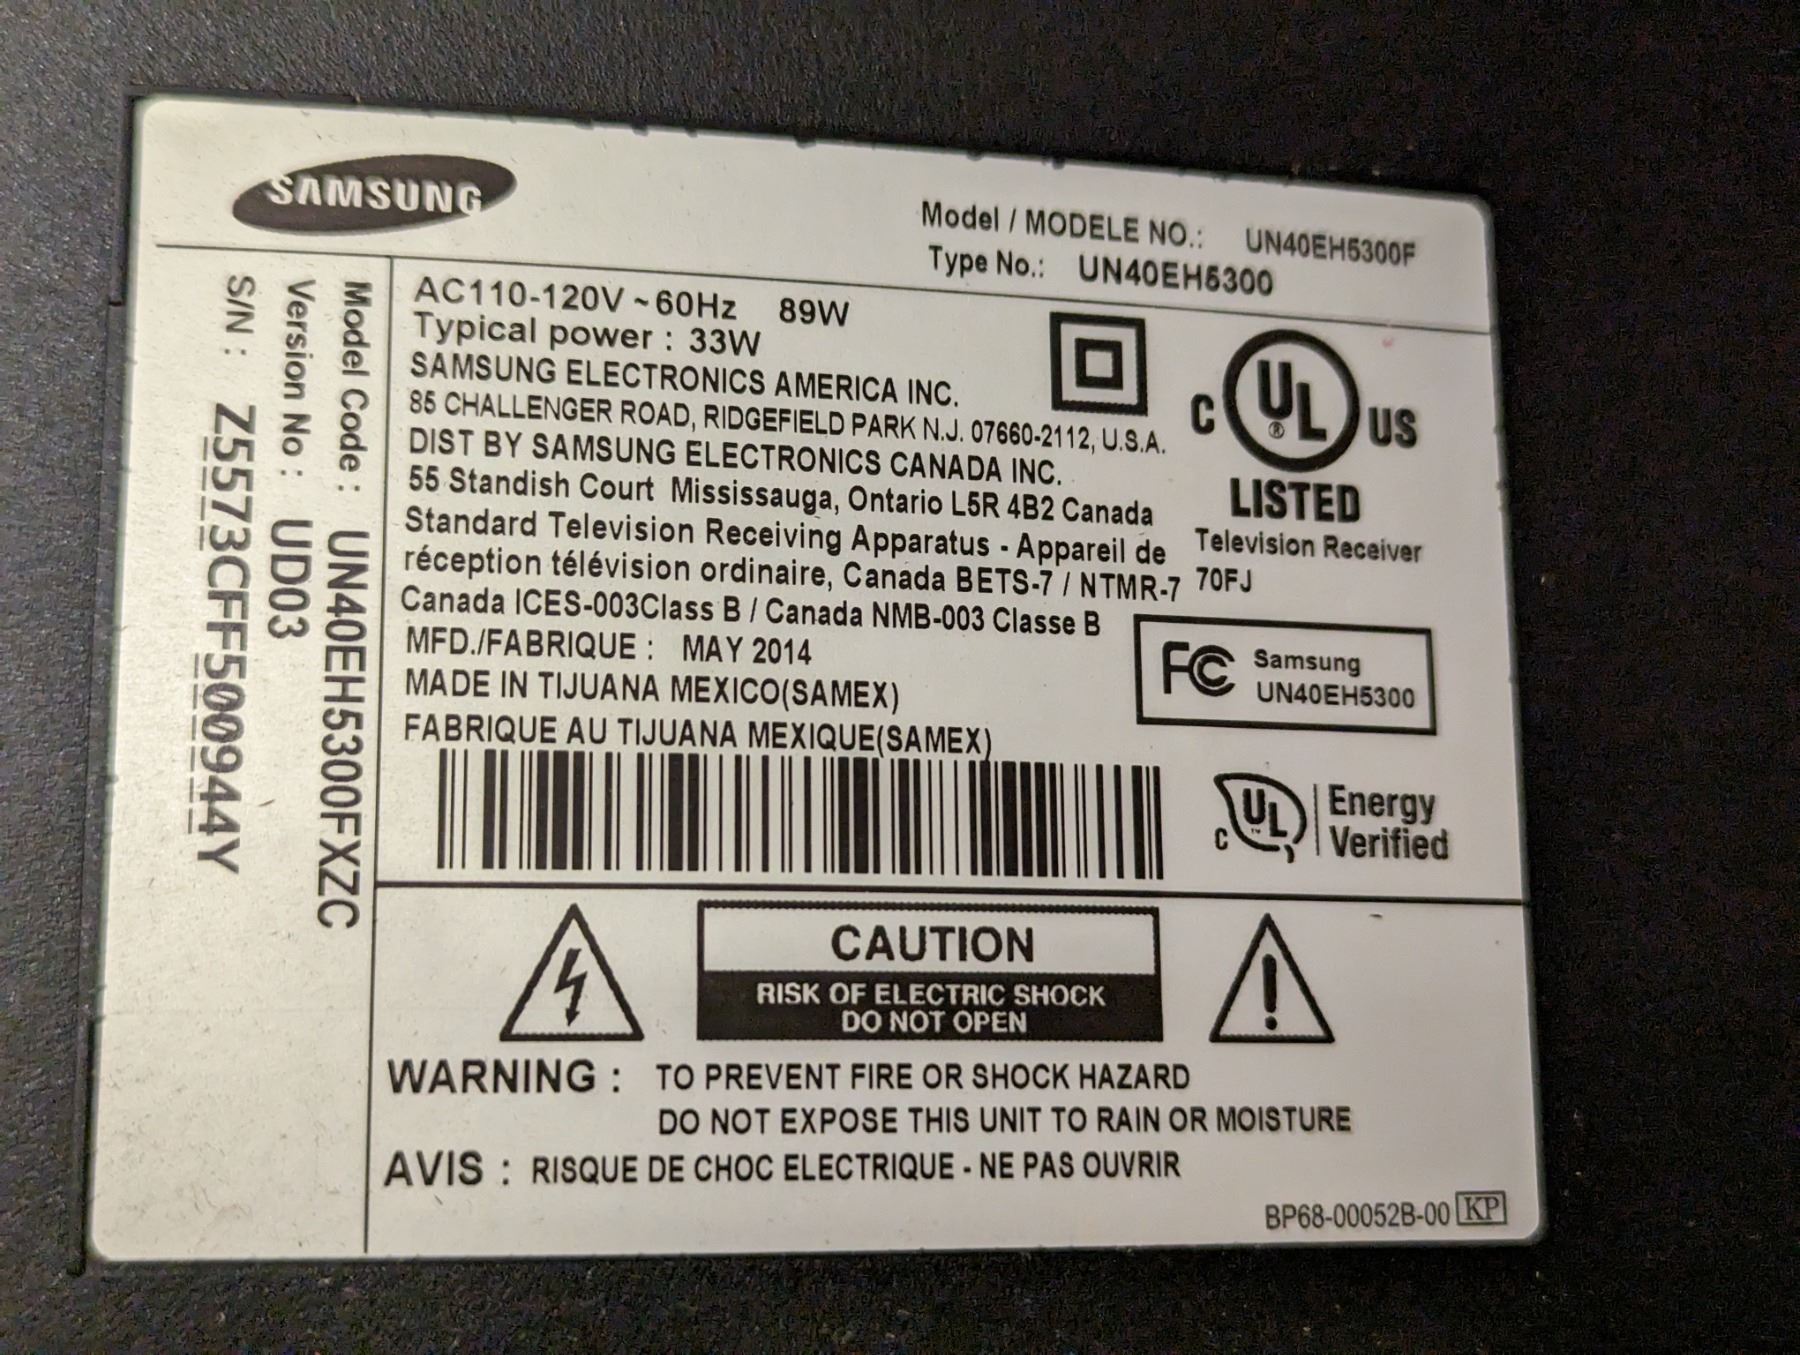 SAMSUNG
Model / MODELE NO.: UN40EH5300F
Type No.: UN40EH5300
Model Code : UN40EH5300FXZC
Version No : UD03
S/N : Z5573CFF500944Y
AC110-120V ~ 60Hz 89W
Typical power : 33W
SAMSUNG ELECTRONICS AMERICA INC.
85 CHALLENGER ROAD, RIDGEFIELD PARK N.J. 07660-2112, U.S.A.
DIST BY SAMSUNG ELECTRONICS CANADA INC.
55 Standish Court Mississauga, Ontario L5R 4B2 Canada
Standard Television Receiving Apparatus - Appareil de
réception télévision ordinaire, Canada BETS-7 / NTMR-7
Canada ICES-003Class B / Canada NMB-003 Classe B
MFD./FABRIQUE : MAY 2014
MADE IN TIJUANA MEXICO(SAMEX)
FABRIQUE AU TIJUANA MEXIQUE(SAMEX)
C UL ® US
LISTED
Television Receiver
70FJ
FC Samsung
UN40EH5300
C UL ™ Energy
Verified
CAUTION
RISK OF ELECTRIC SHOCK
DO NOT OPEN
WARNING : TO PREVENT FIRE OR SHOCK HAZARD
DO NOT EXPOSE THIS UNIT TO RAIN OR MOISTURE
AVIS : RISQUE DE CHOC ELECTRIQUE - NE PAS OUVRIR
BP68-00052B-00 KP